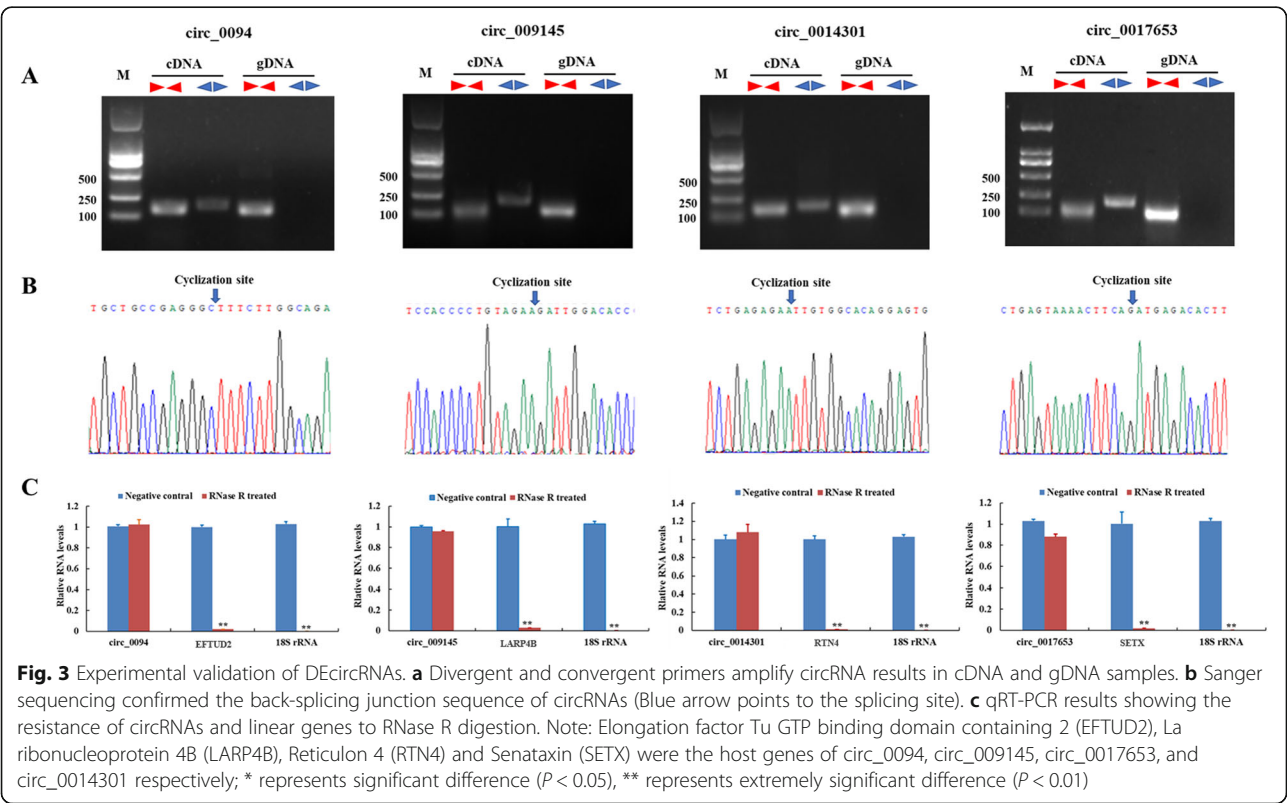 circ_0094 circ_009145 circ_0014301 circ_0017653
A
M cDNA gDNA
500
250
100
M cDNA gDNA
500
250
100
M cDNA gDNA
500
250
100
M cDNA gDNA
500
250
100
B
Cyclization site
TGCTGCCGAGGGCTTTCTTGGCAGA
Cyclization site
TCCACCCCTGTAGAAGATTGGACACC
Cyclization site
TCTGAGAGAATTGTGGCACAGGAGTG
Cyclization site
CTGAGTAAAACTTCAGATGAGACACTT
C
Negative contral RNase R treated
Rlative RNA leveals
1.2
1
0.8
0.6
0.4
0.2
0
** **
circ_0094 EFTUD2 18S rRNA
Negative contral RNase R treated
Rlative RNA leveals
1.2
1
0.8
0.6
0.4
0.2
0
** **
circ_009145 LARP4B 18S rRNA
Negative contral RNase R treated
Rlative RNA leveals
1.4
1.2
1
0.8
0.6
0.4
0.2
0
** **
circ_0014301 RTN4 18S rRNA
Negative contral RNase R treated
Rlative RNA leveals
1.2
1
0.8
0.6
0.4
0.2
0
** **
circ_0017653 SETX 18S rRNA
Fig. 3 Experimental validation of DEcircRNAs. a Divergent and convergent primers amplify circRNA results in cDNA and gDNA samples. b Sanger
sequencing confirmed the back-splicing junction sequence of circRNAs (Blue arrow points to the splicing site). c qRT-PCR results showing the
resistance of circRNAs and linear genes to RNase R digestion. Note: Elongation factor Tu GTP binding domain containing 2 (EFTUD2), La
ribonucleoprotein 4B (LARP4B), Reticulon 4 (RTN4) and Senataxin (SETX) were the host genes of circ_0094, circ_009145, circ_0017653, and
circ_0014301 respectively; * represents significant difference (P < 0.05), ** represents extremely significant difference (P < 0.01)